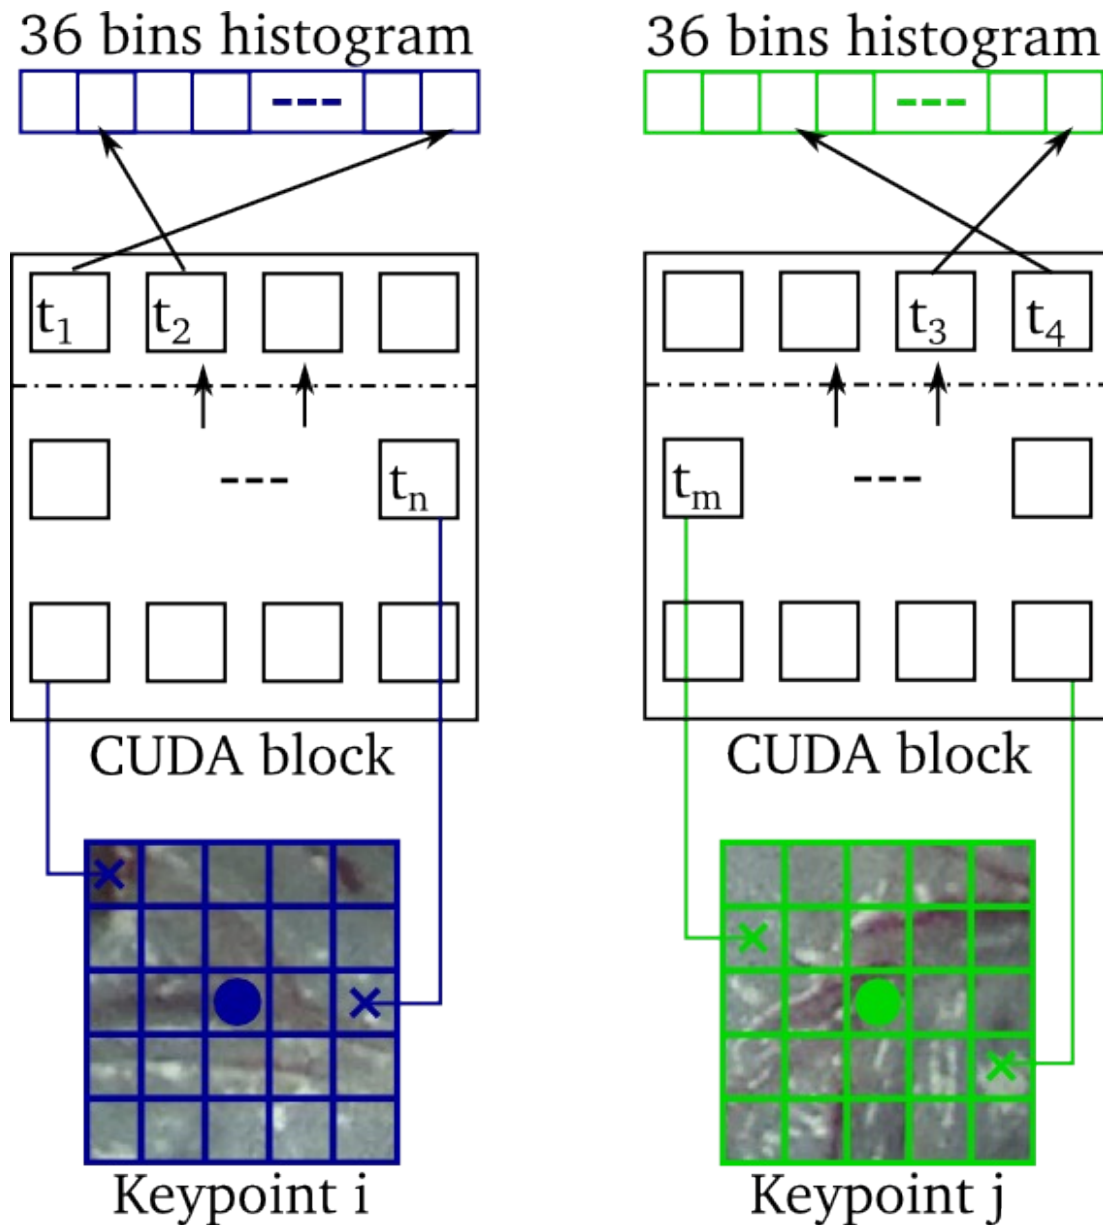 36 bins histogram
36 bins histogram
t₁ t₂
t₃ t₄
tₙ
tₘ
CUDA block
CUDA block
Keypoint i
Keypoint j